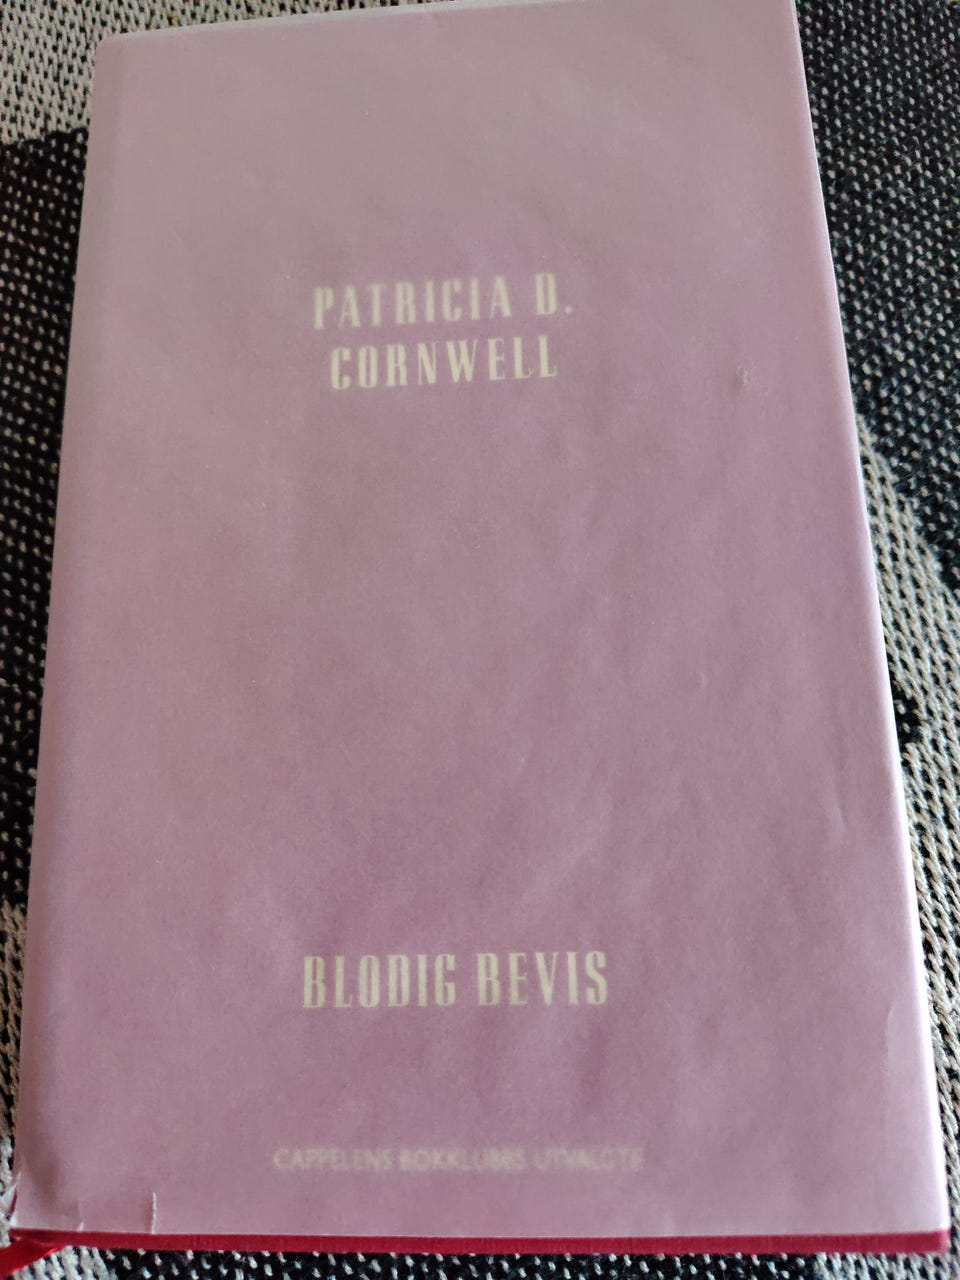 PATRICIA D.
CORNWELL
BLODIG BEVIS
CAPPELENS BOKKLUBBS UTVALGTE